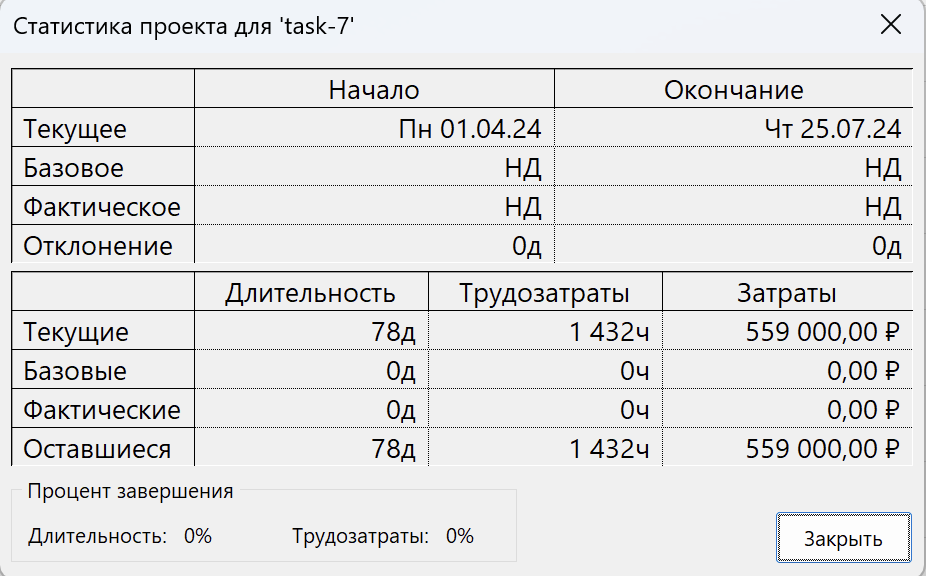 Статистика проекта для 'task-7'
Начало Окончание
Текущее Пн 01.04.24 Чт 25.07.24
Базовое НД НД
Фактическое НД НД
Отклонение 0д 0д
Длительность Трудозатраты Затраты
Текущие 78д 1 432ч 559 000,00 ₽
Базовые 0д 0ч 0,00 ₽
Фактические 0д 0ч 0,00 ₽
Оставшиеся 78д 1 432ч 559 000,00 ₽
Процент завершения
Длительность: 0% Трудозатраты: 0%
Закрыть